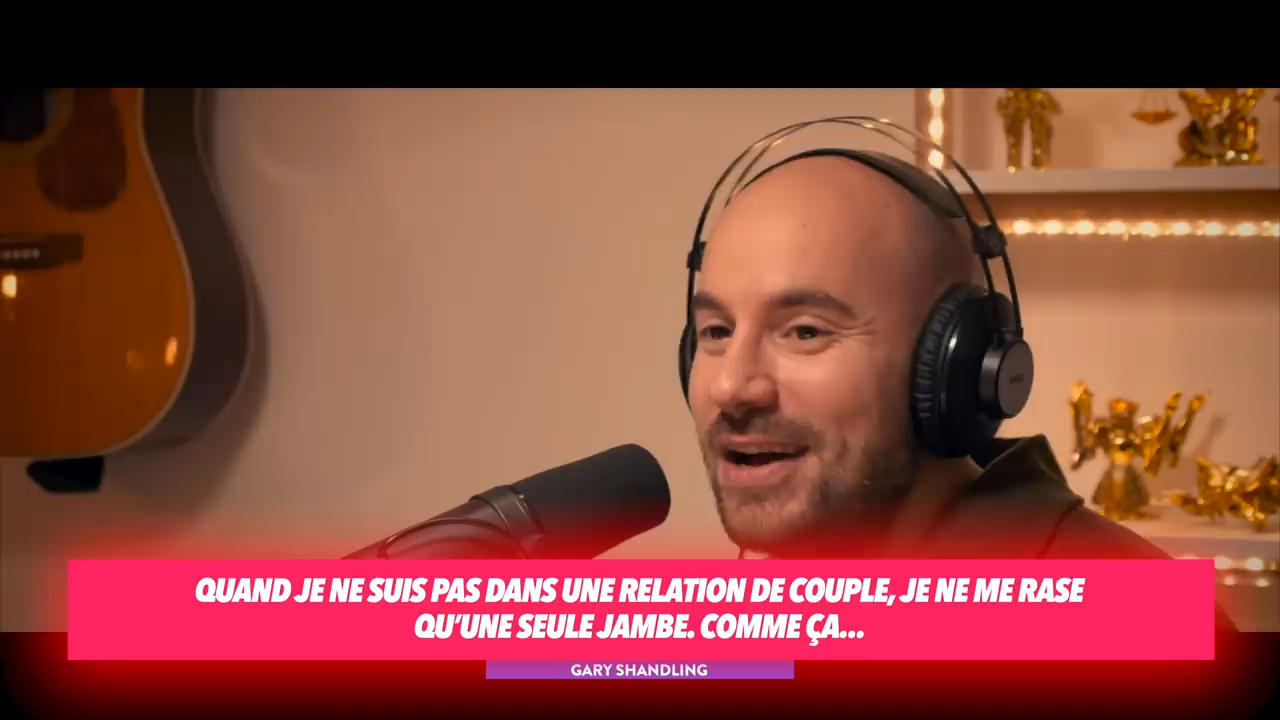 QUAND JE NE SUIS PAS DANS UNE RELATION DE COUPLE, JE NE ME RASE
QU'UNE SEULE JAMBE. COMME ÇA...
GARY SHANDLING